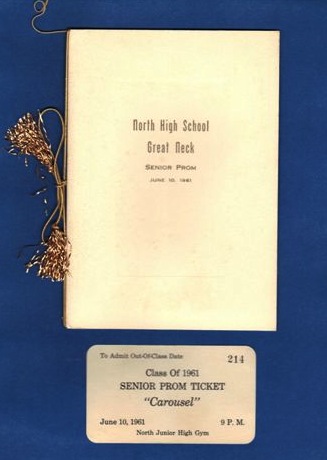 North High School
Great Neck
SENIOR PROM
JUNE 10, 1961
To Admit Out-Of-Class Date
214
Class Of 1961
SENIOR PROM TICKET
"Carousel"
June 10, 1961 9 P. M.
North Junior High Gym